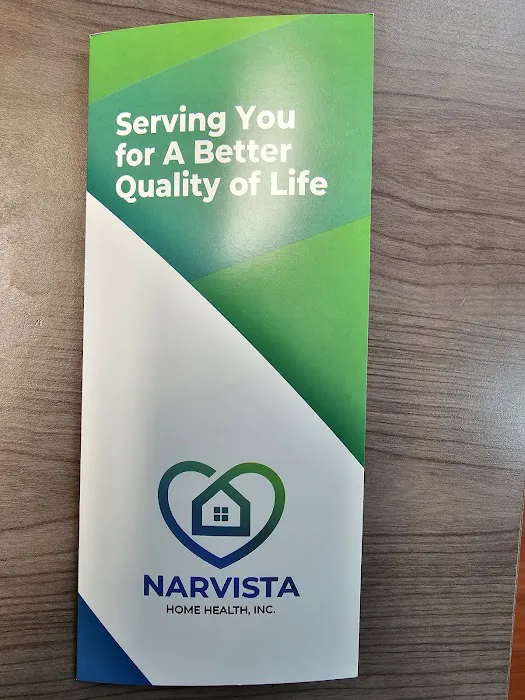 Serving You
for A Better
Quality of Life
NARVISTA
HOME HEALTH, INC.